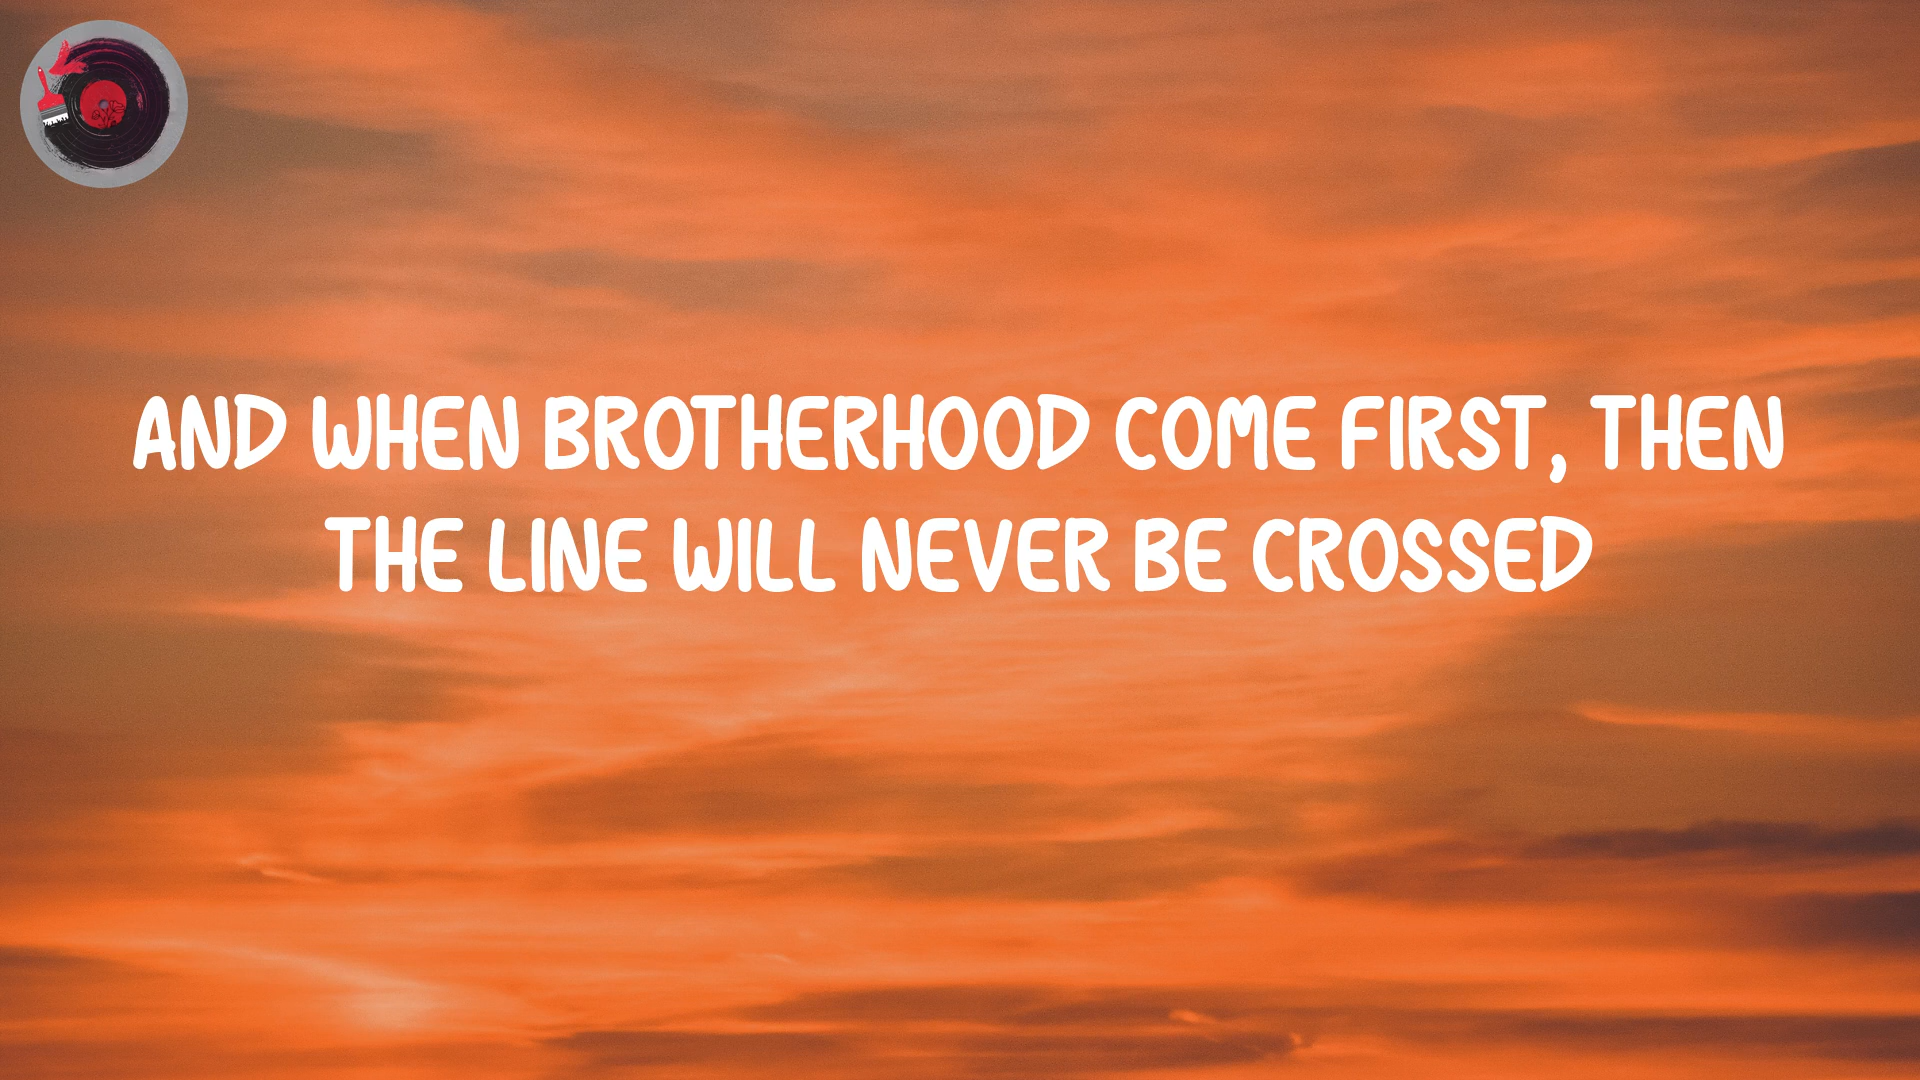 AND WHEN BROTHERHOOD COME FIRST, THEN
THE LINE WILL NEVER BE CROSSED